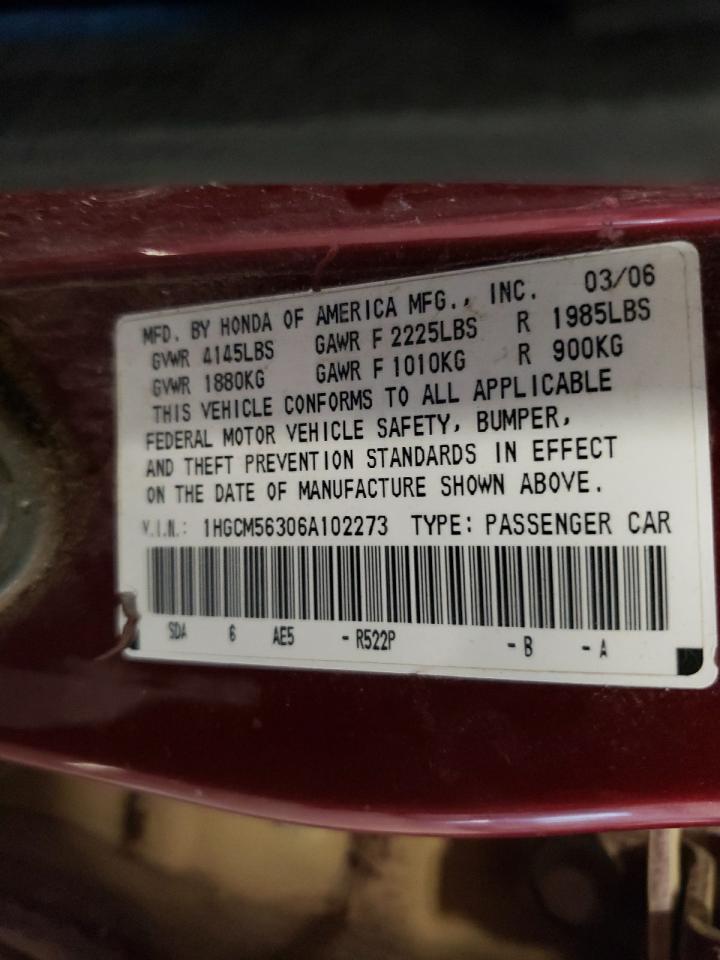 MFD. BY HONDA OF AMERICA MFG., INC. 03/06
GVWR 4145LBS GAWR F 2225LBS R 1985LBS
GVWR 1880KG GAWR F 1010KG R 900KG
THIS VEHICLE CONFORMS TO ALL APPLICABLE
FEDERAL MOTOR VEHICLE SAFETY, BUMPER,
AND THEFT PREVENTION STANDARDS IN EFFECT
ON THE DATE OF MANUFACTURE SHOWN ABOVE.
V.I.N.: 1HGCM56306A102273 TYPE: PASSENGER CAR
SDA 6 AE5 - R522P - B - A